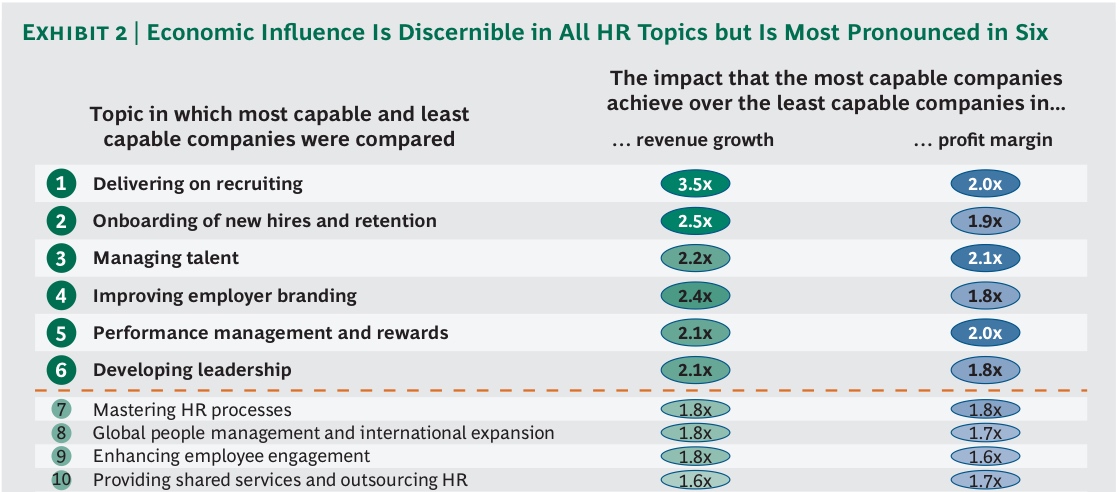 EXHIBIT 2 | Economic Influence Is Discernible in All HR Topics but Is Most Pronounced in Six
The impact that the most capable companies
achieve over the least capable companies in...
Topic in which most capable and least
capable companies were compared
... revenue growth
... profit margin
1 Delivering on recruiting 3.5x 2.0x
2 Onboarding of new hires and retention 2.5x 1.9x
3 Managing talent 2.2x 2.1x
4 Improving employer branding 2.4x 1.8x
5 Performance management and rewards 2.1x 2.0x
6 Developing leadership 2.1x 1.8x
7 Mastering HR processes 1.8x 1.8x
8 Global people management and international expansion 1.8x 1.7x
9 Enhancing employee engagement 1.8x 1.6x
10 Providing shared services and outsourcing HR 1.6x 1.7x